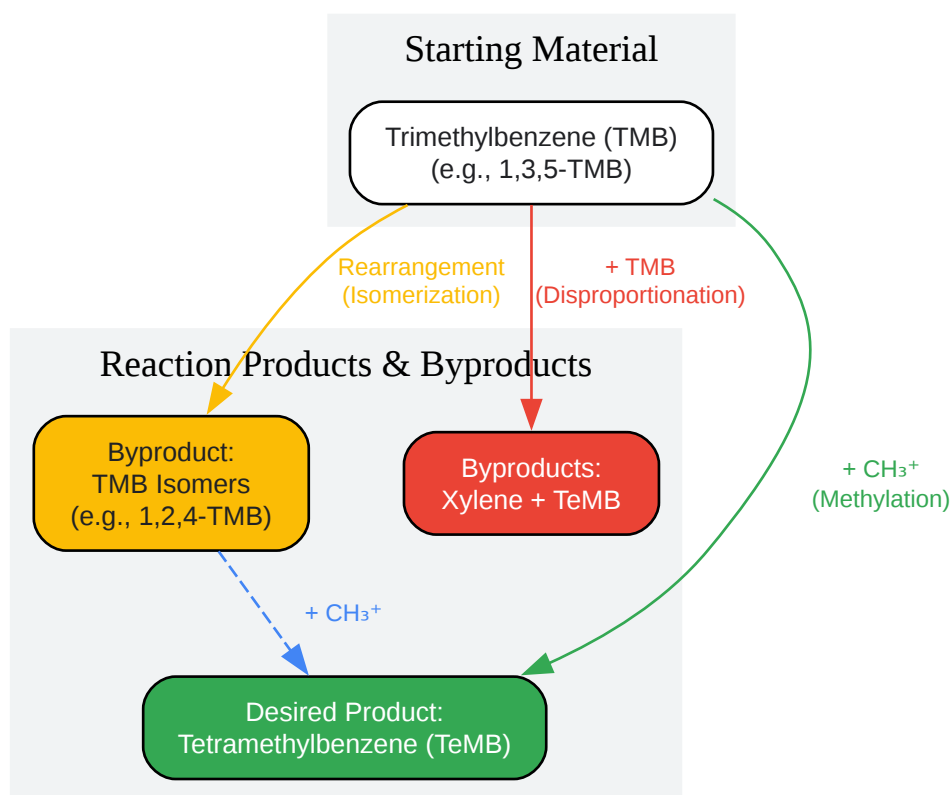 Starting Material
Trimethylbenzene (TMB)
(e.g., 1,3,5-TMB)
Rearrangement
(Isomerization)
+ TMB
(Disproportionation)
Reaction Products & Byproducts
Byproduct:
TMB Isomers
(e.g., 1,2,4-TMB)
Byproducts:
Xylene + TeMB
+ CH₃⁺
(Methylation)
+ CH₃⁺
Desired Product:
Tetramethylbenzene (TeMB)